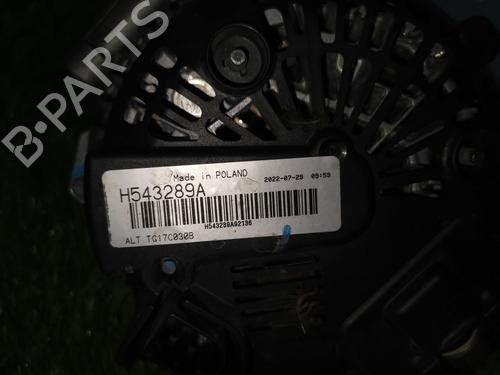 B-PARTS
Made in POLAND 2022-07-29 09:59
H543289A
H543289A92136
ALT. TG17C030B